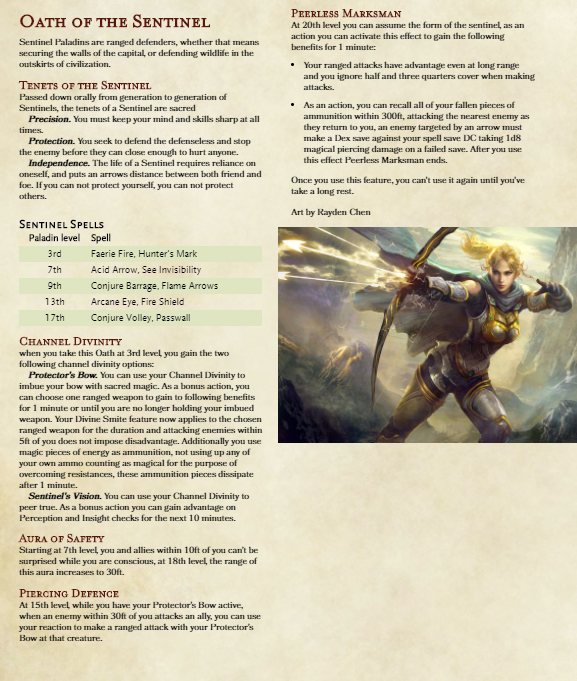 Oath of the Sentinel
Sentinel Paladins are ranged defenders, whether that means
securing the walls of the capital, or defending wildlife in the
outskirts of civilization.
Tenets of the Sentinel
Passed down orally from generation to generation of
Sentinels, the tenets of a Sentinel are sacred
Precision. You must keep your mind and skills sharp at all
times.
Protection. You seek to defend the defenseless and stop
the enemy before they can close enough to hurt anyone.
Independence. The life of a Sentinel requires reliance on
oneself, and puts an arrows distance between both friend and
foe. If you can not protect yourself, you can not protect
others.
Sentinel Spells
Paladin level Spell
3rd Faerie Fire, Hunter's Mark
7th Acid Arrow, See Invisibility
9th Conjure Barrage, Flame Arrows
13th Arcane Eye, Fire Shield
17th Conjure Volley, Passwall
Channel Divinity
when you take this Oath at 3rd level, you gain the two
following channel divinity options:
Protector's Bow. You can use your Channel Divinity to
imbue your bow with sacred magic. As a bonus action, you
can choose one ranged weapon to gain to following benefits
for 1 minute or until you are no longer holding your imbued
weapon. Your Divine Smite feature now applies to the chosen
ranged weapon for the duration and attacking enemies within
5ft of you does not impose disadvantage. Additionally you use
magic pieces of energy as ammunition, not using up any of
your own ammo counting as magical for the purpose of
overcoming resistances, these ammunition pieces dissipate
after 1 minute.
Sentinel's Vision. You can use your Channel Divinity to
peer true. As a bonus action you can gain advantage on
Perception and Insight checks for the next 10 minutes.
Aura of Safety
Starting at 7th level, you and allies within 10ft of you can't be
surprised while you are conscious, at 18th level, the range of
this aura increases to 30ft.
Piercing Defence
At 15th level, while you have your Protector's Bow active,
when an enemy within 30ft of you attacks an ally, you can use
your reaction to make a ranged attack with your Protector's
Bow at that creature.
Peerless Marksman
At 20th level you can assume the form of the sentinel, as an
action you can activate this effect to gain the following
benefits for 1 minute:
• Your ranged attacks have advantage even at long range
and you ignore half and three quarters cover when making
attacks.
• As an action, you can recall all of your fallen pieces of
ammunition within 300ft, attacking the nearest enemy as
they return to you, an enemy targeted by an arrow must
make a Dex save against your spell save DC taking 1d8
magical piercing damage on a failed save. After you use
this effect Peerless Marksman ends.
Once you use this feature, you can't use it again until you've
take a long rest.
Art by Rayden Chen